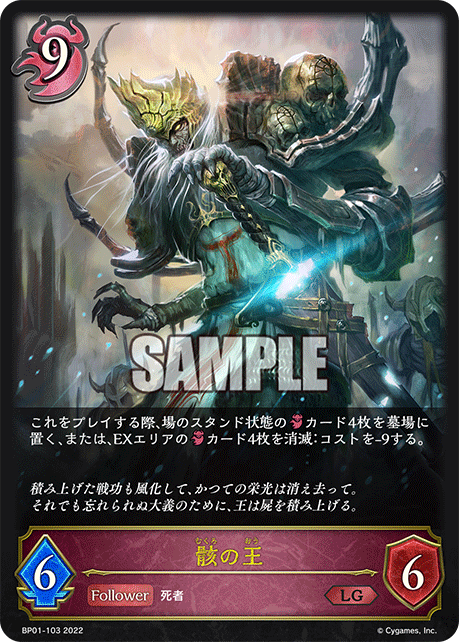 9
SAMPLE
これをプレイする際、場のスタンド状態のカード4枚を墓場に
置く、または、EXエリアのカード4枚を消滅：コストを-9する。
積み上げた戦功も風化して、かつての栄光は消え去って。
それでも忘れられぬ大義のために、王は屍を積み上げる。
むくろ おう
骸の王
6
Follower 死者
LG
6
BP01-103 2022
© Cygames, Inc.